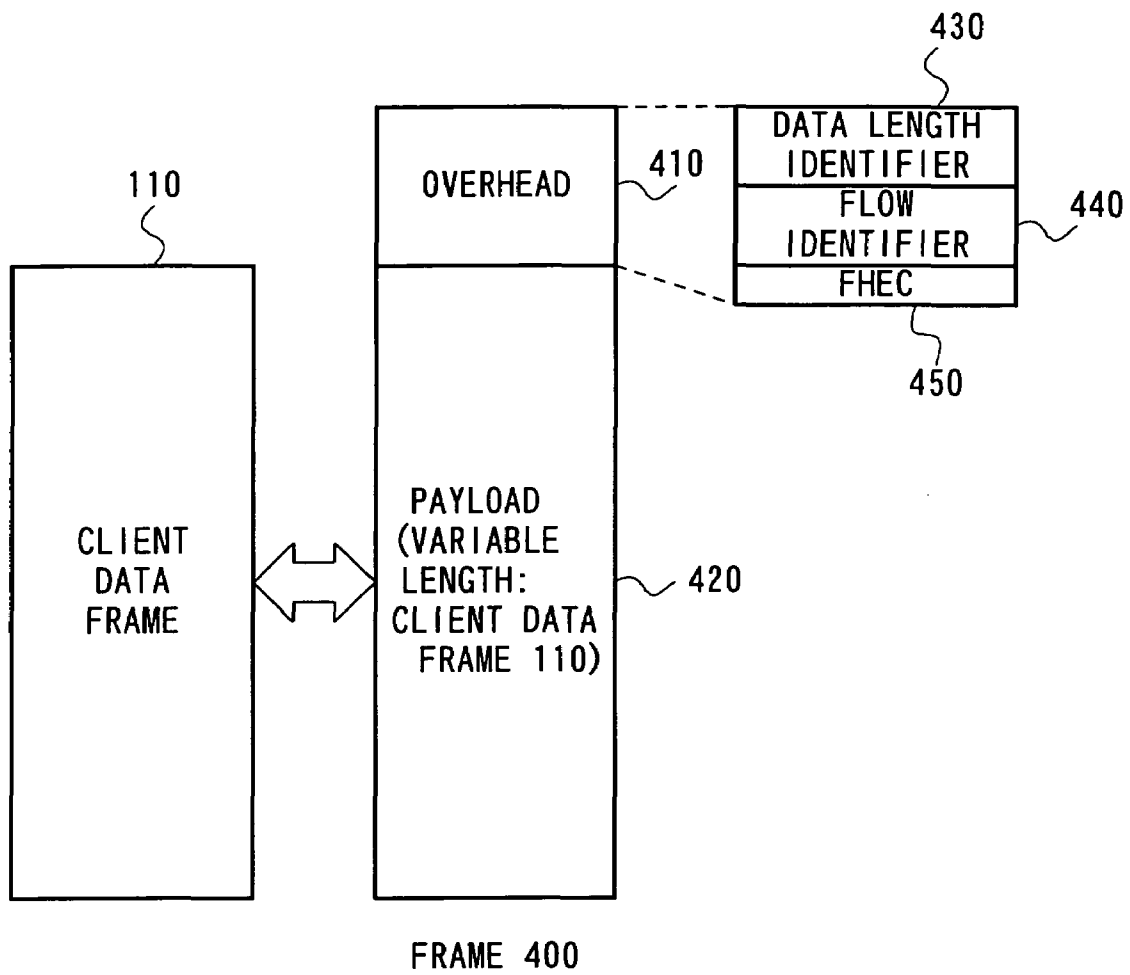 430
DATA LENGTH
IDENTIFIER
110
OVERHEAD
410
FLOW
IDENTIFIER
440
FHEC
450
CLIENT
DATA
FRAME
PAYLOAD
(VARIABLE
LENGTH:
CLIENT DATA
FRAME 110)
420
FRAME 400